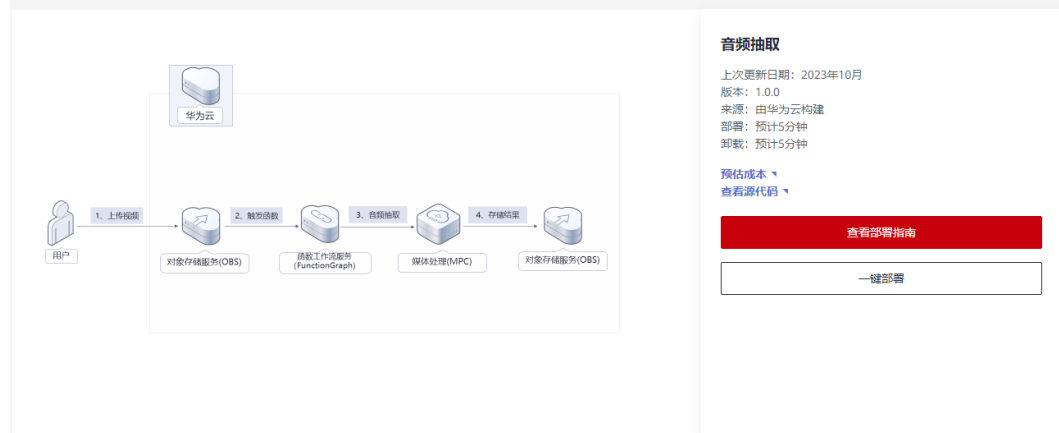 华为云
1、上传视频
2、触发函数
3、音频抽取
4、存储结果
用户
对象存储服务(OBS)
函数工作流服务
(FunctionGraph)
媒体处理(MPC)
对象存储服务(OBS)
音频抽取
上次更新日期：2023年10月
版本：1.0.0
来源：由华为云构建
部署：预计5分钟
卸载：预计5分钟
预估成本
查看源代码
查看部署指南
一键部署